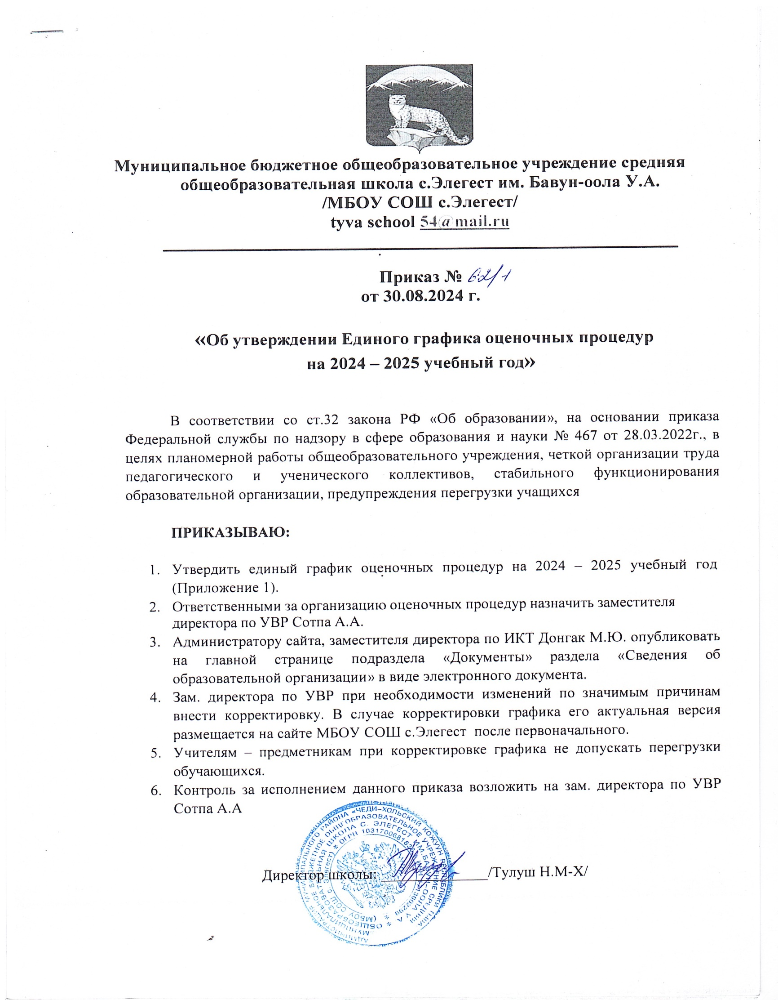 Муниципальное бюджетное общеобразовательное учреждение средняя
общеобразовательная школа с.Элегест им. Бавун-оола У.А.
/МБОУ СОШ с.Элегест/
tyva school 54@mail.ru
Приказ № 62/1
от 30.08.2024 г.
«Об утверждении Единого графика оценочных процедур
на 2024 – 2025 учебный год»
В соответствии со ст.32 закона РФ «Об образовании», на основании приказа
Федеральной службы по надзору в сфере образования и науки № 467 от 28.03.2022г., в
целях планомерной работы общеобразовательного учреждения, четкой организации труда
педагогического и ученического коллективов, стабильного функционирования
образовательной организации, предупреждения перегрузки учащихся
ПРИКАЗЫВАЮ:
1. Утвердить единый график оценочных процедур на 2024 – 2025 учебный год
(Приложение 1).
2. Ответственными за организацию оценочных процедур назначить заместителя
директора по УВР Сотпа А.А.
3. Администратору сайта, заместителя директора по ИКТ Донгак М.Ю. опубликовать
на главной странице подраздела «Документы» раздела «Сведения об
образовательной организации» в виде электронного документа.
4. Зам. директора по УВР при необходимости изменений по значимым причинам
внести корректировку. В случае корректировки графика его актуальная версия
размещается на сайте МБОУ СОШ с.Элегест после первоначального.
5. Учителям – предметникам при корректировке графика не допускать перегрузки
обучающихся.
6. Контроль за исполнением данного приказа возложить на зам. директора по УВР
Сотпа А.А
Директор школы: /Тулуш Н.М-Х/
АДМИНИСТРАЦИЯ МУНИЦИПАЛЬНОГО РАЙОНА «ЧЕДИ-ХОЛЬСКИЙ КОЖУУН РЕСПУБЛИКИ ТЫВА
МУНИЦИПАЛЬНОЕ БЮДЖЕТНОЕ ОБЩЕОБРАЗОВАТЕЛЬНОЕ УЧРЕЖДЕНИЕ СРЕДНЯЯ
ОБЩЕОБРАЗОВАТЕЛЬНАЯ ШКОЛА С. ЭЛЕГЕСТ ИМ БАВУН-ООЛА У А
(МБОУ СОШ с. Элегест) * ОГРН